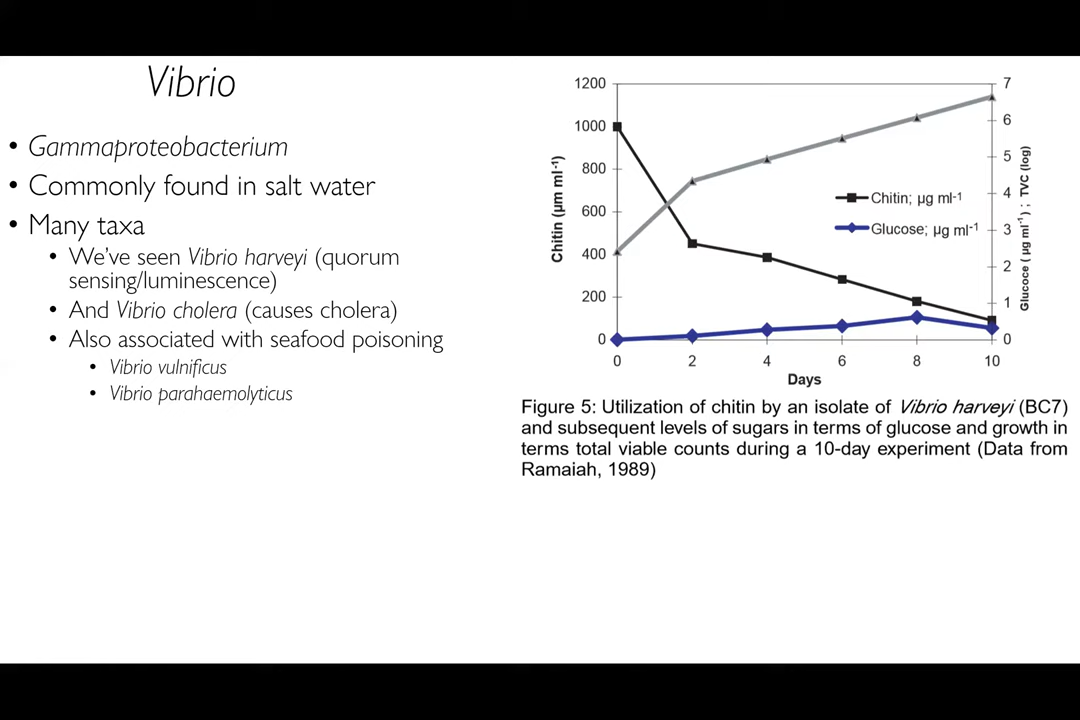 Vibrio
• Gammaproteobacterium
• Commonly found in salt water
• Many taxa
• We've seen Vibrio harveyi (quorum
sensing/luminescence)
• And Vibrio cholera (causes cholera)
• Also associated with seafood poisoning
• Vibrio vulnificus
• Vibrio parahaemolyticus
1200
1000
800
600
400
200
0
Chitin (µm ml-1)
7
6
5
4
3
2
1
0
Glucoce ( µg ml-1) ; TVC (log)
Chitin; µg ml-1
Glucose; µg ml-1
0 2 4 6 8 10
Days
Figure 5: Utilization of chitin by an isolate of Vibrio harveyi (BC7)
and subsequent levels of sugars in terms of glucose and growth in
terms total viable counts during a 10-day experiment (Data from
Ramaiah, 1989)